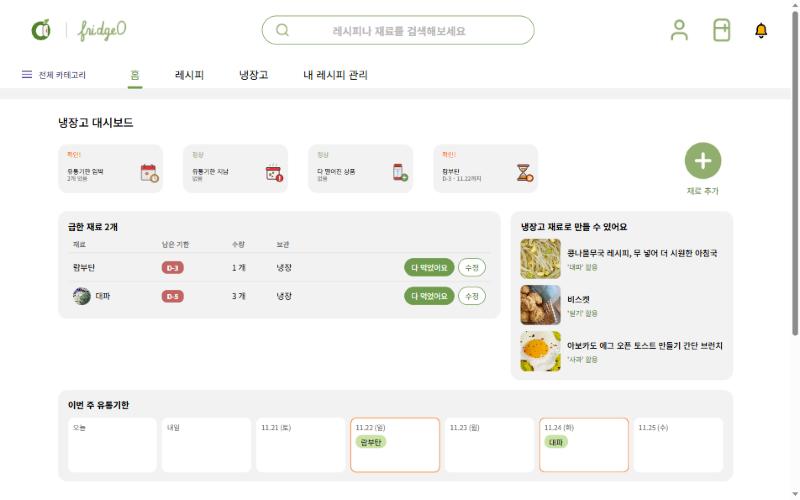 fridgeO
레시피나 재료를 검색해보세요
전체 카테고리
홈
레시피
냉장고
내 레시피 관리
냉장고 대시보드
확인!
유통기한 임박
2개 있음
정상
유통기한 지남
없음
정상
다 떨어진 상품
없음
확인!
람부탄
D-3 · 11.22까지
재료 추가
급한 재료 2개
재료 남은 기한 수량 보관
람부탄 D-3 1 개 냉장 다 먹었어요 수정
대파 D-5 3 개 냉장 다 먹었어요 수정
냉장고 재료로 만들 수 있어요
콩나물무국 레시피, 무 넣어 더 시원한 아침국
'대파' 활용
비스켓
'딸기' 활용
아보카도 에그 오픈 토스트 만들기 간단 브런치
'사과' 활용
이번 주 유통기한
오늘
내일
11.21 (토)
11.22 (일)
람부탄
11.23 (월)
11.24 (화)
대파
11.25 (수)